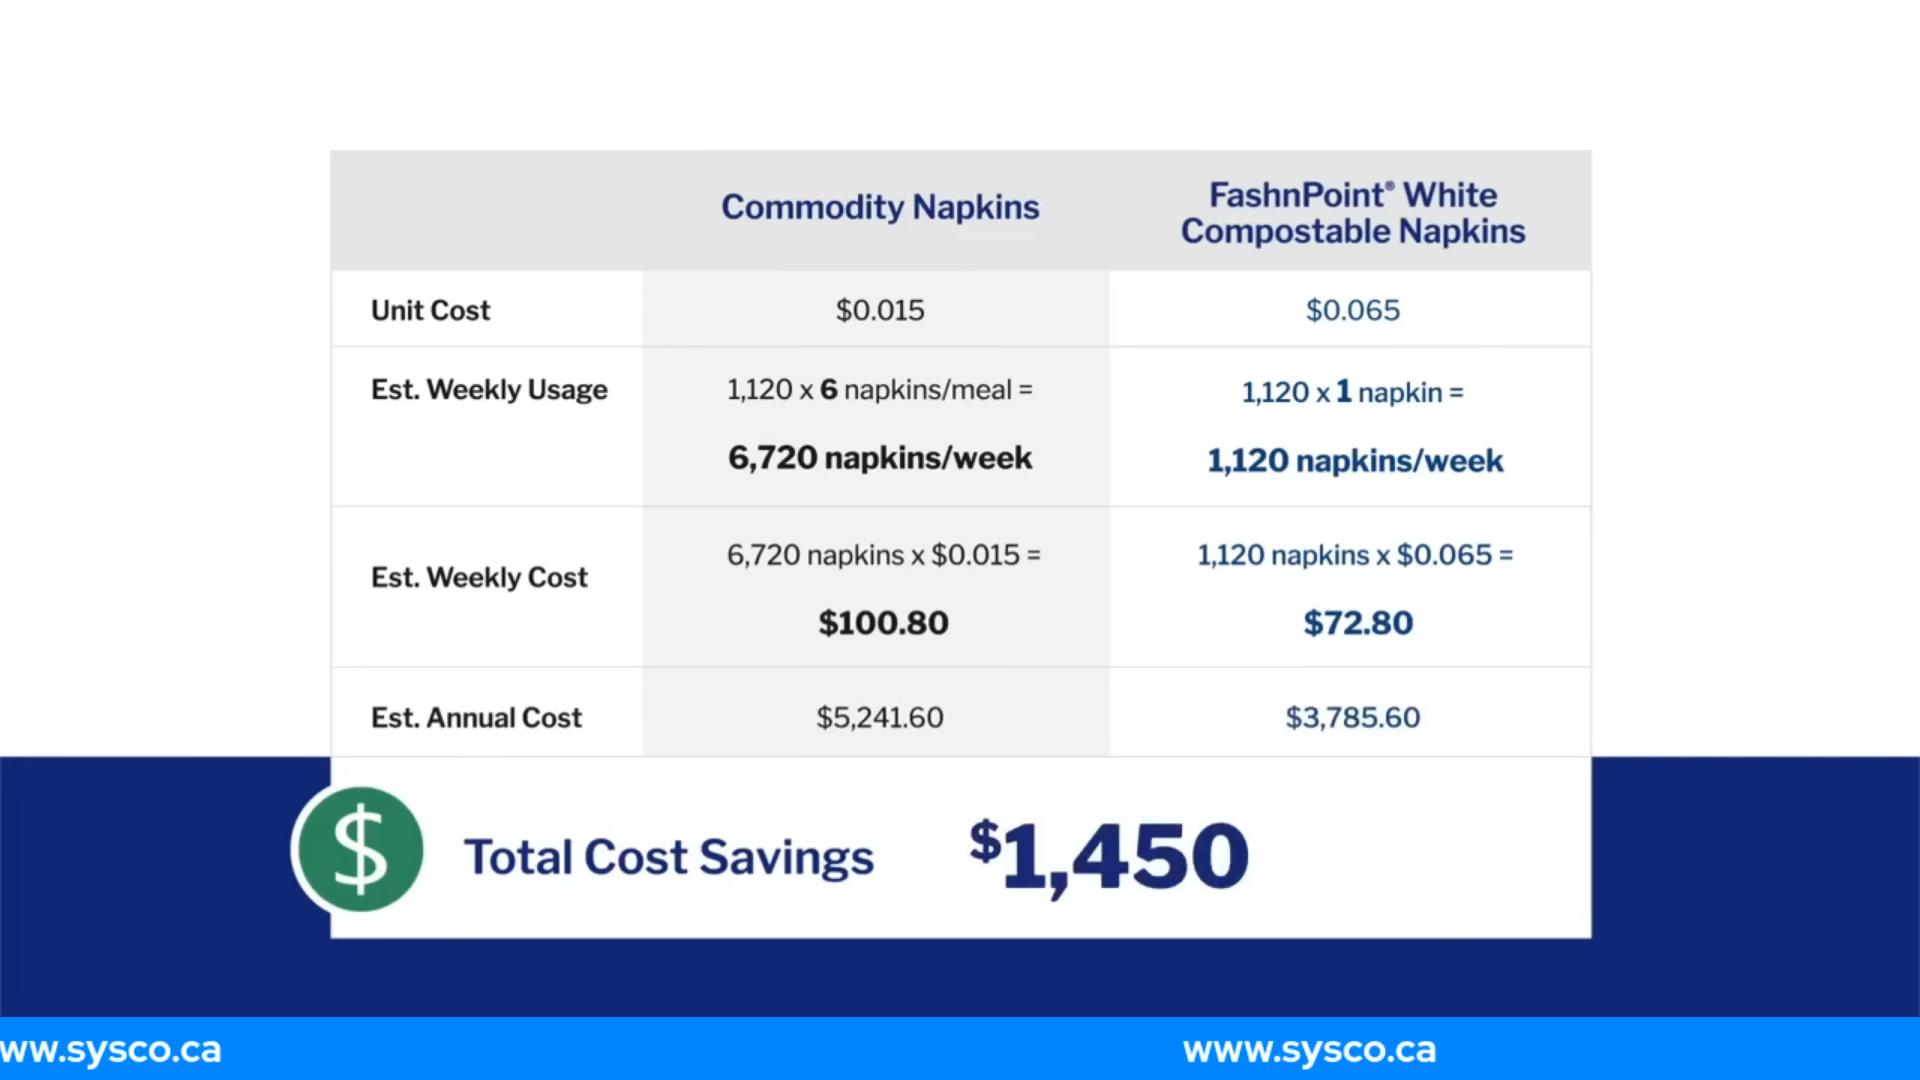 Commodity Napkins
FashnPoint® White
Compostable Napkins
Unit Cost
$0.015
$0.065
Est. Weekly Usage
1,120 x 6 napkins/meal =
6,720 napkins/week
1,120 x 1 napkin =
1,120 napkins/week
Est. Weekly Cost
6,720 napkins x $0.015 =
$100.80
1,120 napkins x $0.065 =
$72.80
Est. Annual Cost
$5,241.60
$3,785.60
$
Total Cost Savings
$1,450
ww.sysco.ca
www.sysco.ca